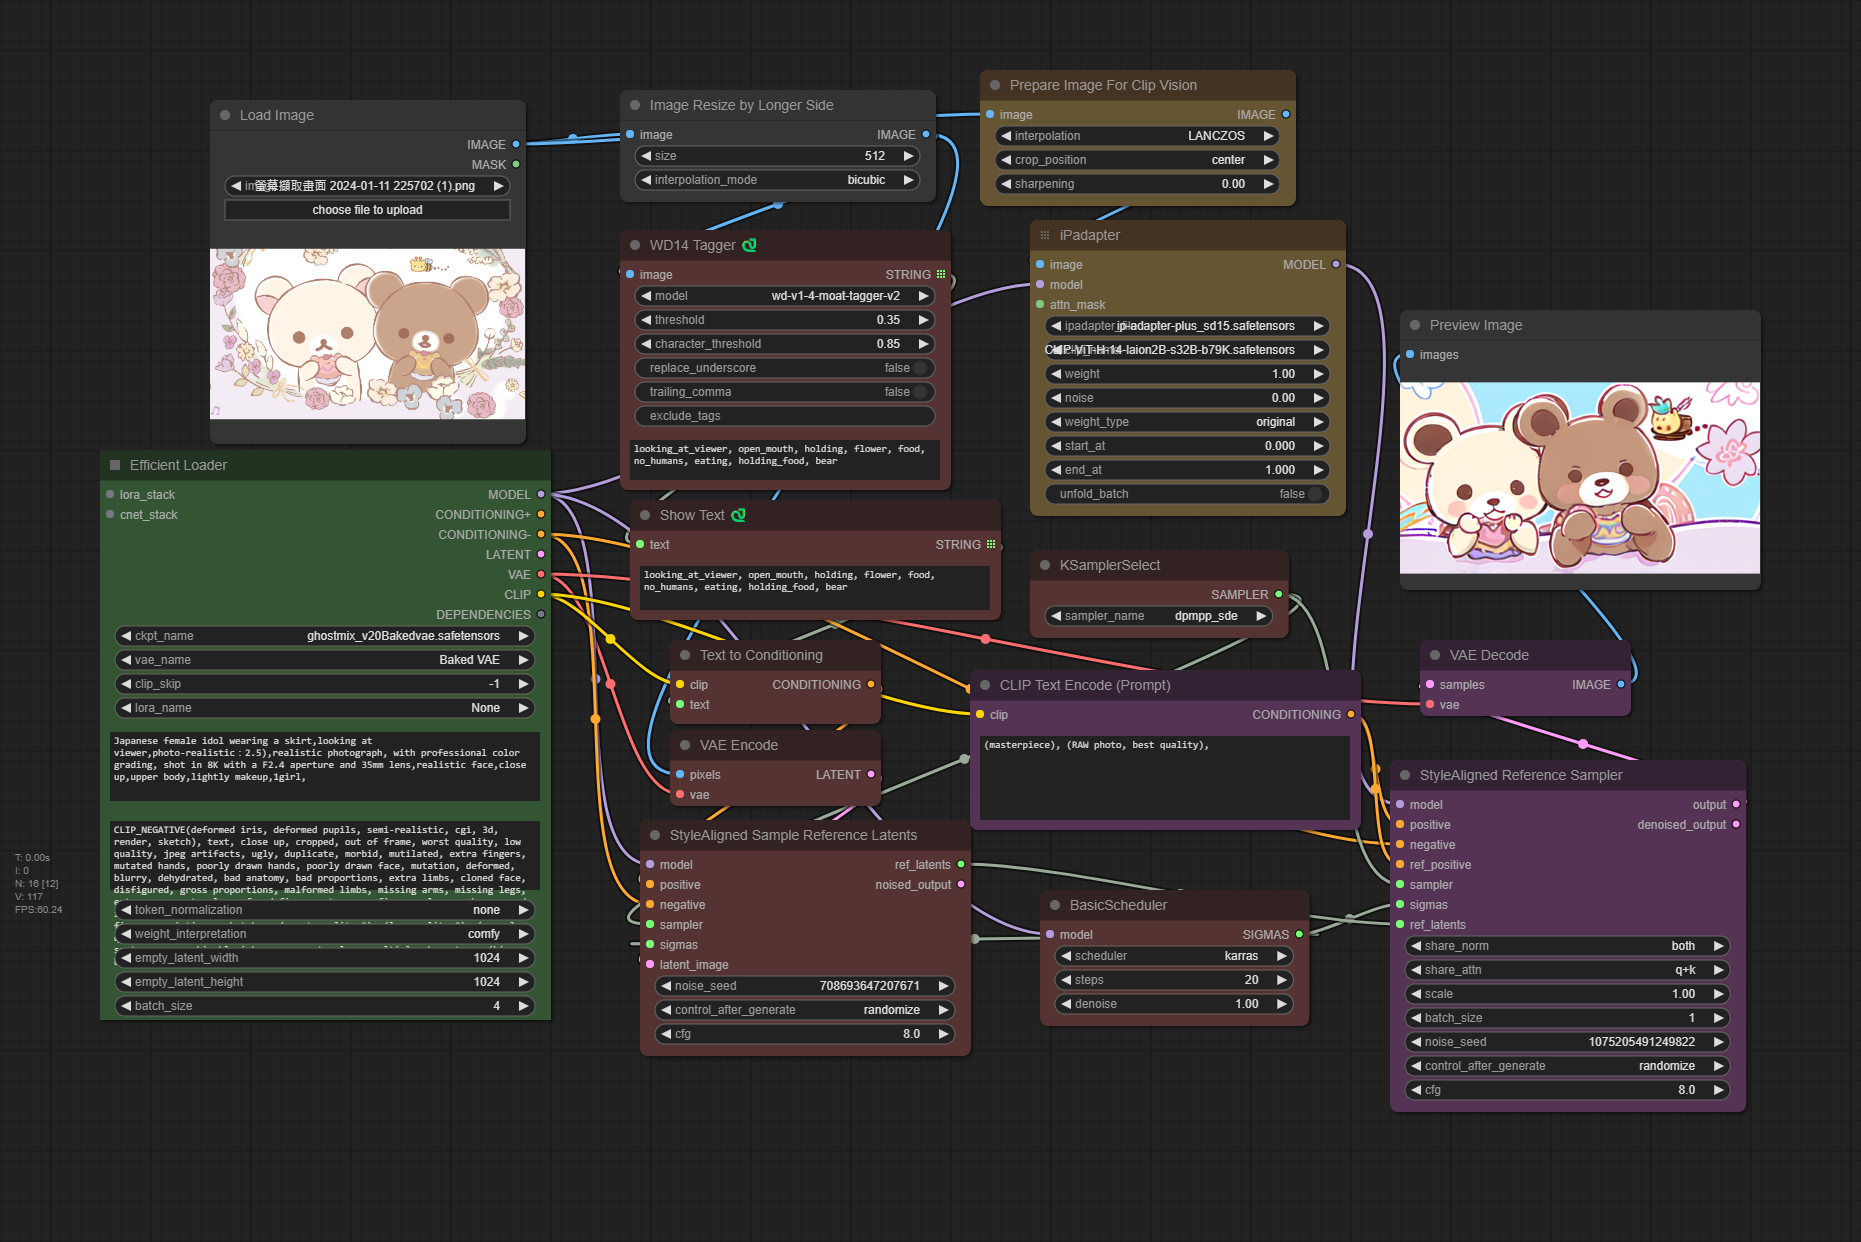 Load Image
IMAGE
MASK
螢幕擷取畫面 2024-01-11 225702 (1).png
choose file to upload
Image Resize by Longer Side
image IMAGE
size 512
interpolation_mode bicubic
Prepare Image For Clip Vision
image IMAGE
interpolation LANCZOS
crop_position center
sharpening 0.00
WD14 Tagger
image STRING
model wd-v1-4-moat-tagger-v2
threshold 0.35
character_threshold 0.85
replace_underscore false
trailing_comma false
exclude_tags
looking_at_viewer, open_mouth, holding, flower, food,
no_humans, eating, holding_food, bear
iPadapter
image MODEL
model
attn_mask
ip-adapter-plus_sd15.safetensors
CLIP-ViT-H-14-laion2B-s32B-b79K.safetensors
weight 1.00
noise 0.00
weight_type original
start_at 0.000
end_at 1.000
unfold_batch false
Preview Image
images
Efficient Loader
lora_stack MODEL
cnet_stack CONDITIONING+
CONDITIONING-
LATENT
VAE
CLIP
DEPENDENCIES
ckpt_name ghostmix_v20Bakedvae.safetensors
vae_name Baked VAE
clip_skip -1
lora_name None
Japanese female idol wearing a skirt,looking at
viewer,photo-realistic：2.5),realistic photograph, with professional color
grading, shot in 8K with a F2.4 aperture and 35mm lens,realistic face,close
up,upper body,lightly makeup,1girl,
CLIP_NEGATIVE(deformed iris, deformed pupils, semi-realistic, cgi, 3d,
render, sketch), text, close up, cropped, out of frame, worst quality, low
quality, jpeg artifacts, ugly, duplicate, morbid, mutilated, extra fingers,
mutated hands, poorly drawn hands, poorly drawn face, mutation, deformed,
blurry, dehydrated, bad anatomy, bad proportions, extra limbs, cloned face,
disfigured, gross proportions, malformed limbs, missing arms, missing legs,
token_normalization none
weight_interpretation comfy
empty_latent_width 1024
empty_latent_height 1024
batch_size 4
Show Text
text STRING
looking_at_viewer, open_mouth, holding, flower, food,
no_humans, eating, holding_food, bear
KSamplerSelect
SAMPLER
sampler_name dpmpp_sde
Text to Conditioning
clip CONDITIONING
text
CLIP Text Encode (Prompt)
clip CONDITIONING
(masterpiece), (RAW photo, best quality),
VAE Decode
samples IMAGE
vae
VAE Encode
pixels LATENT
vae
StyleAligned Sample Reference Latents
model ref_latents
positive noised_output
negative
sampler
sigmas
latent_image
noise_seed 708693647207671
control_after_generate randomize
cfg 8.0
BasicScheduler
model SIGMAS
scheduler karras
steps 20
denoise 1.00
StyleAligned Reference Sampler
model output
positive denoised_output
negative
ref_positive
sampler
sigmas
ref_latents
share_norm both
share_attn q+k
scale 1.00
batch_size 1
noise_seed 1075205491249822
control_after_generate randomize
cfg 8.0
T: 0.00s
I: 0
N: 16 [12]
V: 117
FPS:60.24